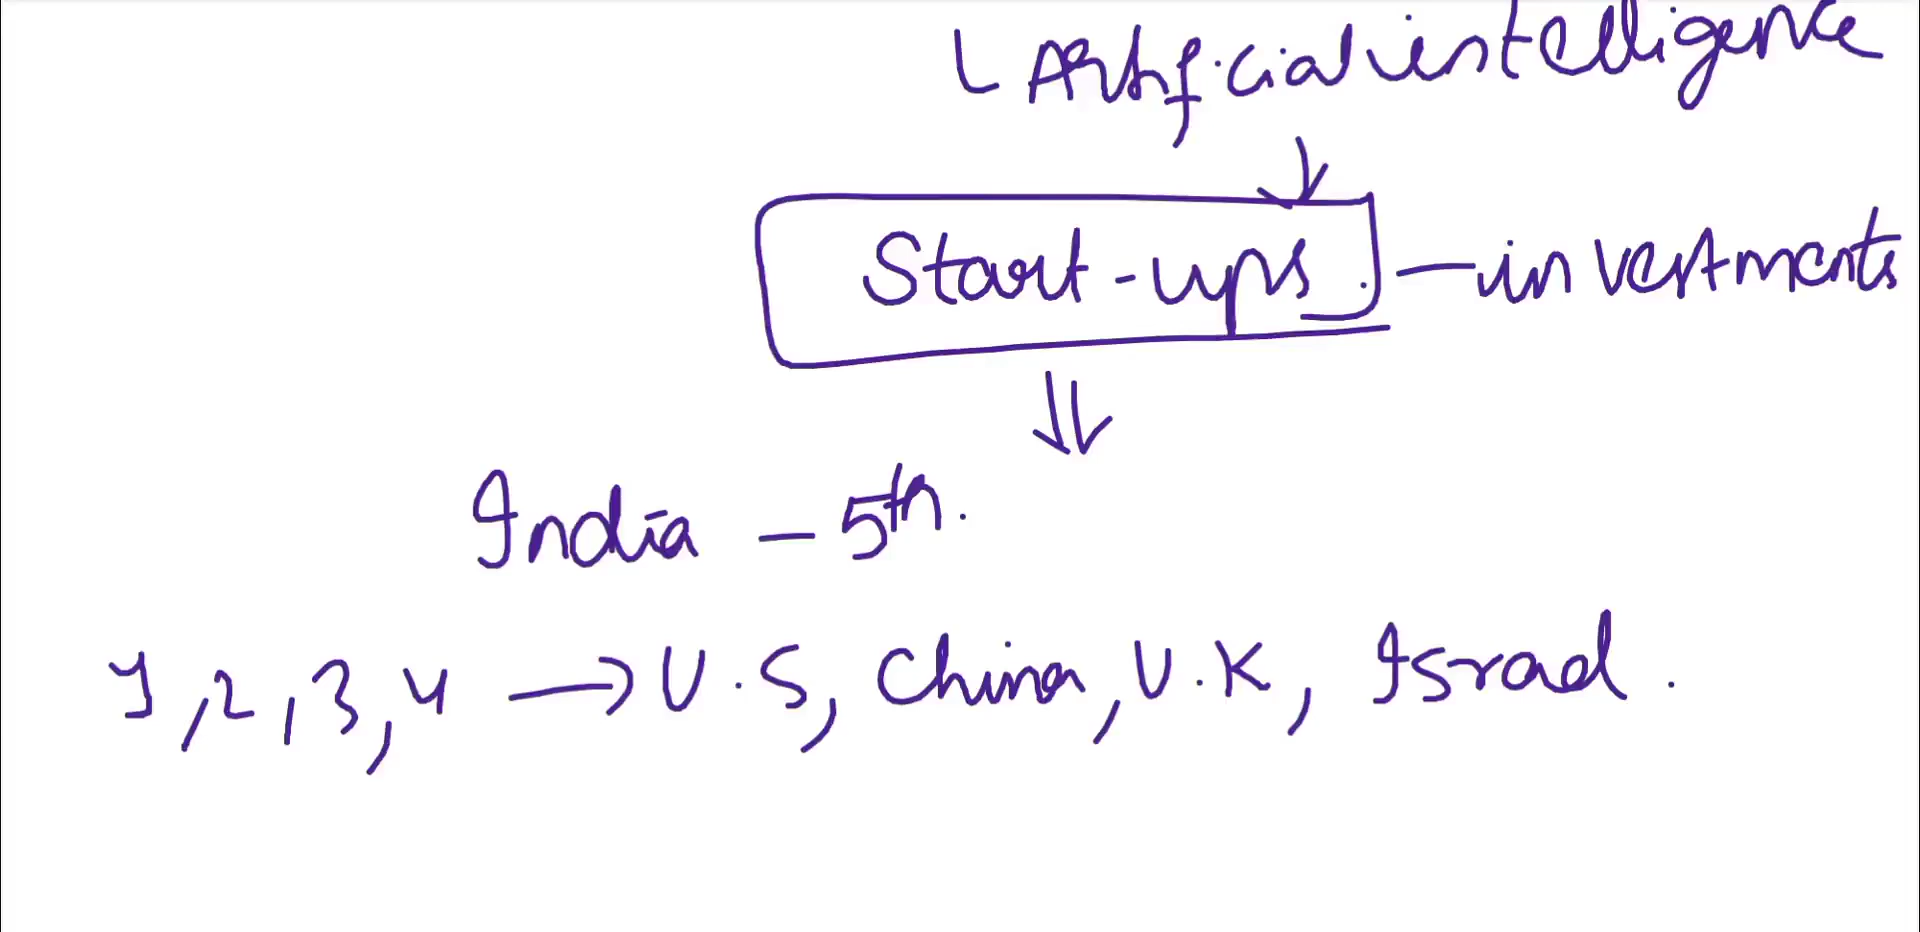 Artificial intelligence
Start-ups. — investments
India – 5th.
1, 2, 3, 4 → U.S, China, U.K, Israel.